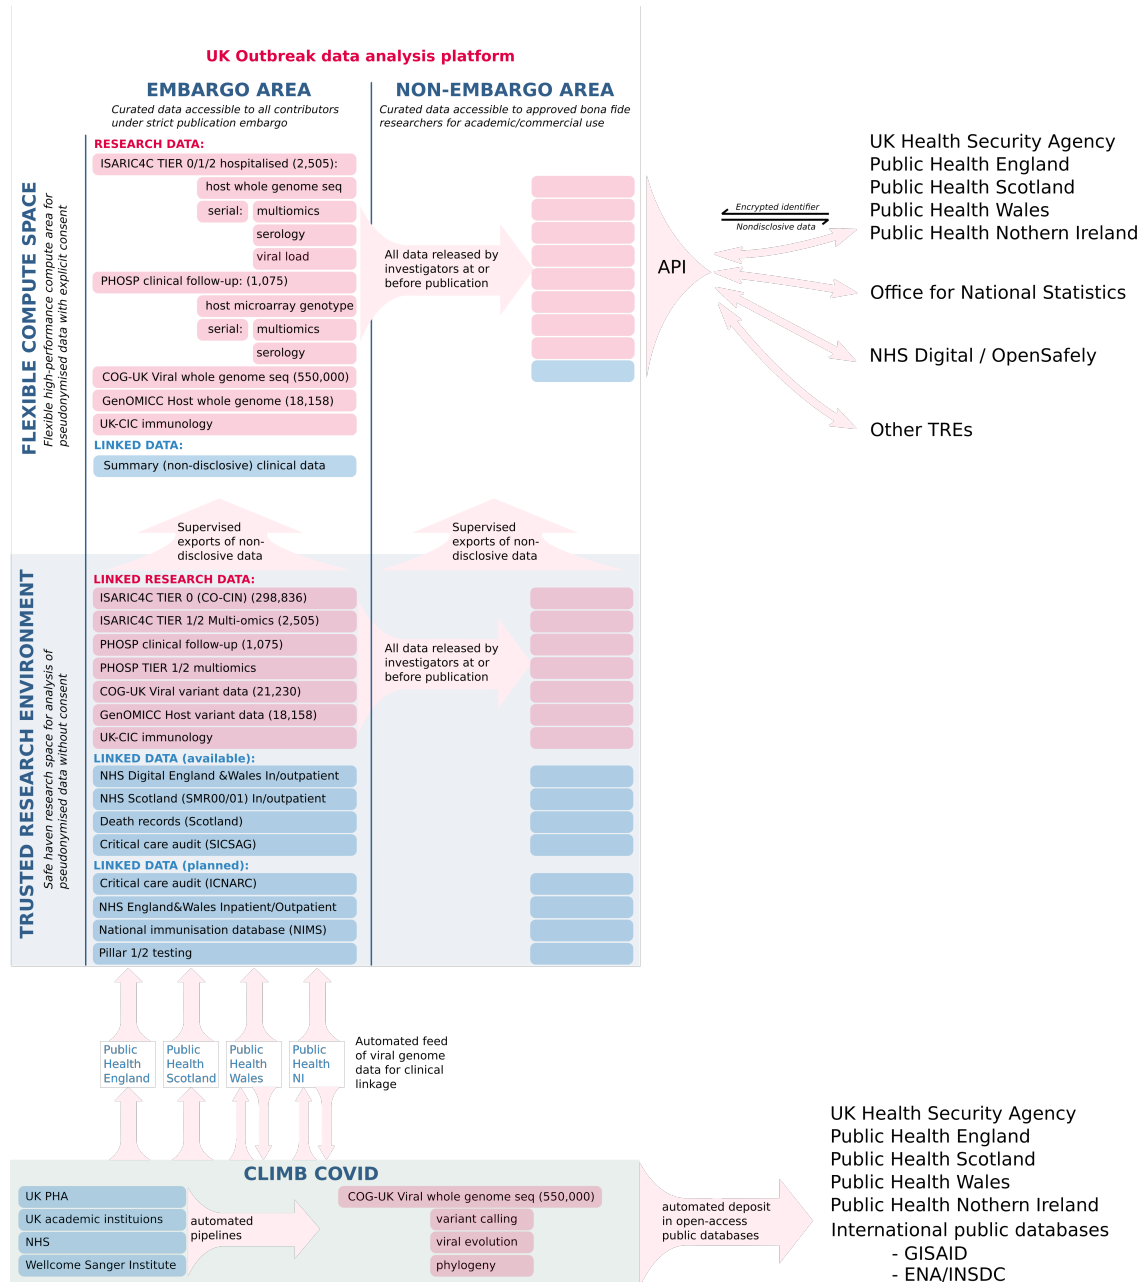 UK Outbreak data analysis platform
EMBARGO AREA
Curated data accessible to all contributors
under strict publication embargo
NON-EMBARGO AREA
Curated data accessible to approved bona fide
researchers for academic/commercial use
FLEXIBLE COMPUTE SPACE
Flexible high-performance compute area for
pseudonymised data with explicit consent
RESEARCH DATA:
ISARIC4C TIER 0/1/2 hospitalised (2,505):
host whole genome seq
serial:
multiomics
serology
viral load
PHOSP clinical follow-up: (1,075)
host microarray genotype
serial:
multiomics
serology
COG-UK Viral whole genome seq (550,000)
GenOMICC Host whole genome (18,158)
UK-CIC immunology
LINKED DATA:
Summary (non-disclosive) clinical data
All data released by
investigators at or
before publication
API
Encrypted identifier
Nondisclosive data
UK Health Security Agency
Public Health England
Public Health Scotland
Public Health Wales
Public Health Nothern Ireland
Office for National Statistics
NHS Digital / OpenSafely
Other TREs
Supervised
exports of non-
disclosive data
Supervised
exports of non-
disclosive data
TRUSTED RESEARCH ENVIRONMENT
Safe haven research space for analysis of
pseudonymised data without consent
LINKED RESEARCH DATA:
ISARIC4C TIER 0 (CO-CIN) (298,836)
ISARIC4C TIER 1/2 Multi-omics (2,505)
PHOSP clinical follow-up (1,075)
PHOSP TIER 1/2 multiomics
COG-UK Viral variant data (21,230)
GenOMICC Host variant data (18,158)
UK-CIC immunology
All data released by
investigators at or
before publication
LINKED DATA (available):
NHS Digital England &Wales In/outpatient
NHS Scotland (SMR00/01) In/outpatient
Death records (Scotland)
Critical care audit (SICSAG)
LINKED DATA (planned):
Critical care audit (ICNARC)
NHS England&Wales Inpatient/Outpatient
National immunisation database (NIMS)
Pillar 1/2 testing
Public
Health
England
Public
Health
Scotland
Public
Health
Wales
Public
Health
NI
Automated feed
of viral genome
data for clinical
linkage
CLIMB COVID
UK PHA
UK academic instituions
NHS
Wellcome Sanger Institute
automated
pipelines
COG-UK Viral whole genome seq (550,000)
variant calling
viral evolution
phylogeny
automated deposit
in open-access
public databases
UK Health Security Agency
Public Health England
Public Health Scotland
Public Health Wales
Public Health Nothern Ireland
International public databases
- GISAID
- ENA/INSDC